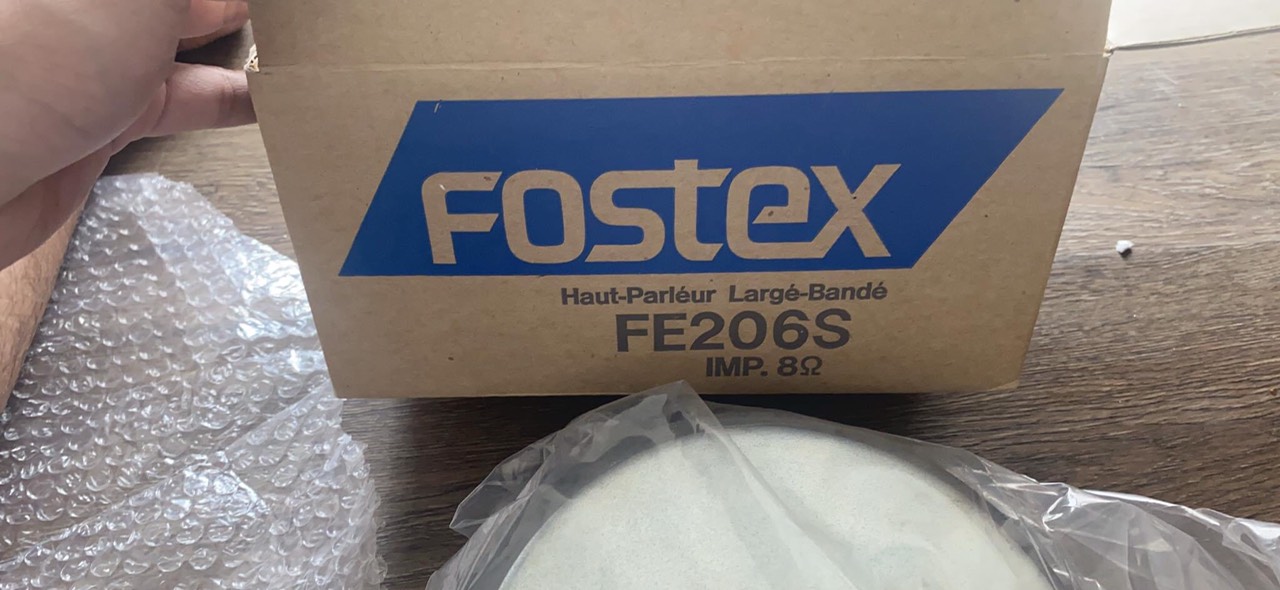 Fostex
Haut-Parléur Largé-Bandé
FE206S
IMP. 8Ω